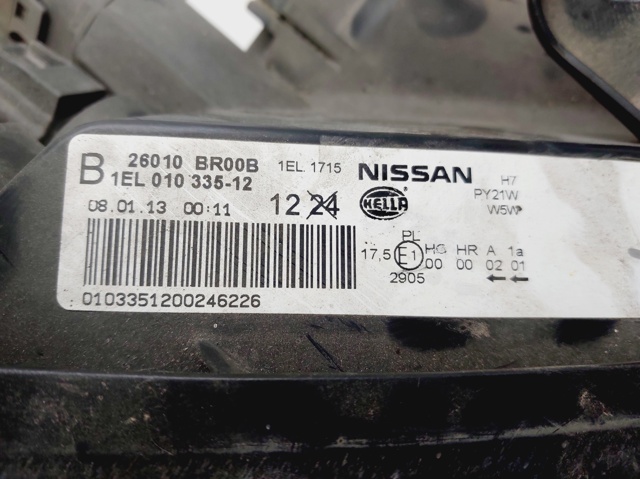 B 26010 BR00B 1EL. 1715 NISSAN H7
1EL 010 335-12 PY21W
W5W
08.01.13 00:11 12 24 HELLA
PL
17,5 E1 HC HR A 1a
00 00 02 01
2905
0103351200246226